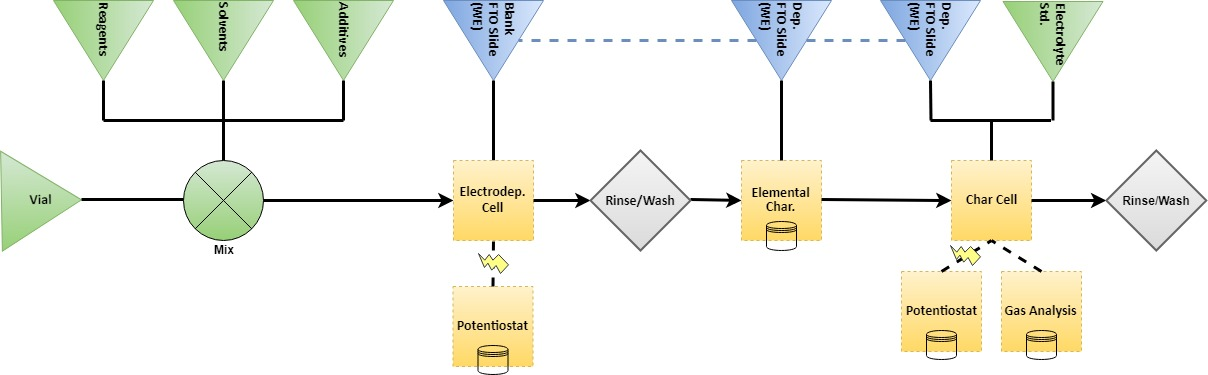 Reagents
Solvents
Additives
Blank
FTO Slide
(WE)
Dep.
FTO Slide
(WE)
Dep.
FTO Slide
(WE)
Electrolyte
Std.
Vial
Mix
Electrodep.
Cell
Rinse/Wash
Elemental
Char.
Char Cell
Rinse/Wash
Potentiostat
Potentiostat
Gas Analysis